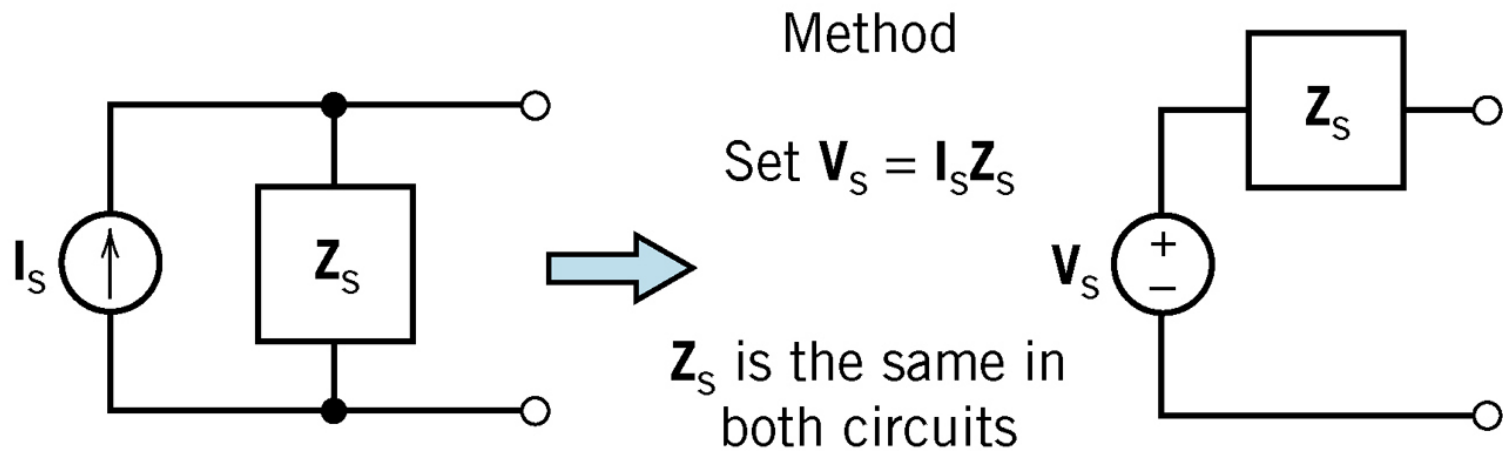 Method
Set Vₛ = IₛZₛ
Iₛ
Zₛ
Zₛ is the same in
both circuits
Vₛ
+
−
Zₛ